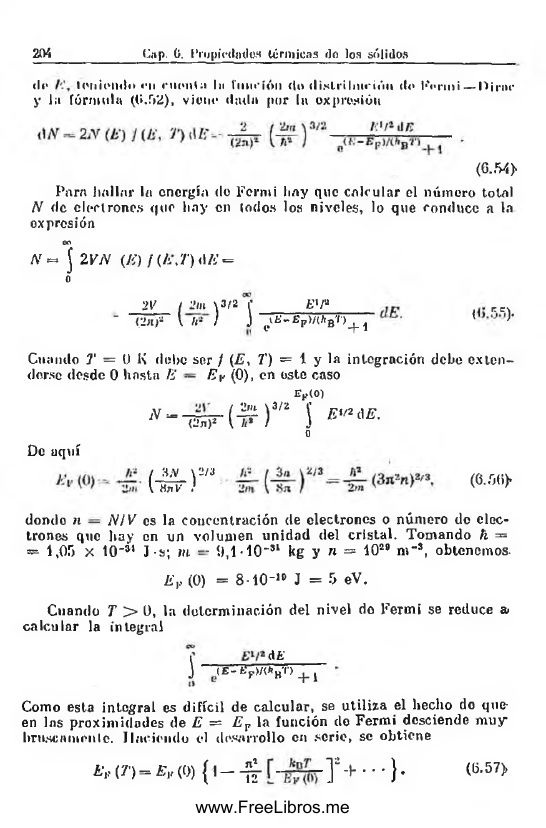 204 Cap. 6. Propiedades térmicas de los sólidos
de E, teniendo en cuenta la función de distribución de Fermi—Dirac
y la fórmula (6.52), viene dada por la expresión
dN = 2N (E) f (E, T) dE = 2/(2π)² (2m/ħ²)^{3/2} E^{1/2} dE / (e^{(E−E_F)/(k_B T)} + 1) .
(6.54)
Para hallar la energía de Fermi hay que calcular el número total
N de electrones que hay en todos los niveles, lo que conduce a la
expresión
N = ∫₀^∞ 2VN (E) f (E,T) dE =
= 2V/(2π)² (2m/ħ²)^{3/2} ∫₀^∞ E^{1/2} / (e^{(E−E_F)/(k_B T)} + 1) dE. (6.55).
Cuando T = 0 K debe ser f (E, T) = 1 y la integración debe exten-
derse desde 0 hasta E = E_F (0), en este caso
N = 2V/(2π)² (2m/ħ²)^{3/2} ∫₀^{E_F(0)} E^{1/2} dE.
De aquí
E_F (0) = ħ²/2m (3N/8πV)^{2/3} ħ²/2m (3n/8π)^{2/3} = ħ²/2m (3π²n)^{2/3}, (6.56)
donde n = N/V es la concentración de electrones o número de elec-
trones que hay en un volumen unidad del cristal. Tomando ħ =
= 1,05 × 10⁻³⁴ J·s; m = 9,1·10⁻³¹ kg y n = 10²⁹ m⁻³, obtenemos
E_F (0) = 8·10⁻¹⁹ J = 5 eV.
Cuando T > 0, la determinación del nivel de Fermi se reduce a
calcular la integral
∫₀^∞ E^{1/2} dE / (e^{(E−E_F)/(k_B T)} + 1) .
Como esta integral es difícil de calcular, se utiliza el hecho de que
en las proximidades de E = E_F la función de Fermi desciende muy
bruscamente. Haciendo el desarrollo en serie, se obtiene
E_F (T) = E_F (0) {1 − π²/12 [k_B T / E_F (0)]² + ···}. (6.57)
www.FreeLibros.me